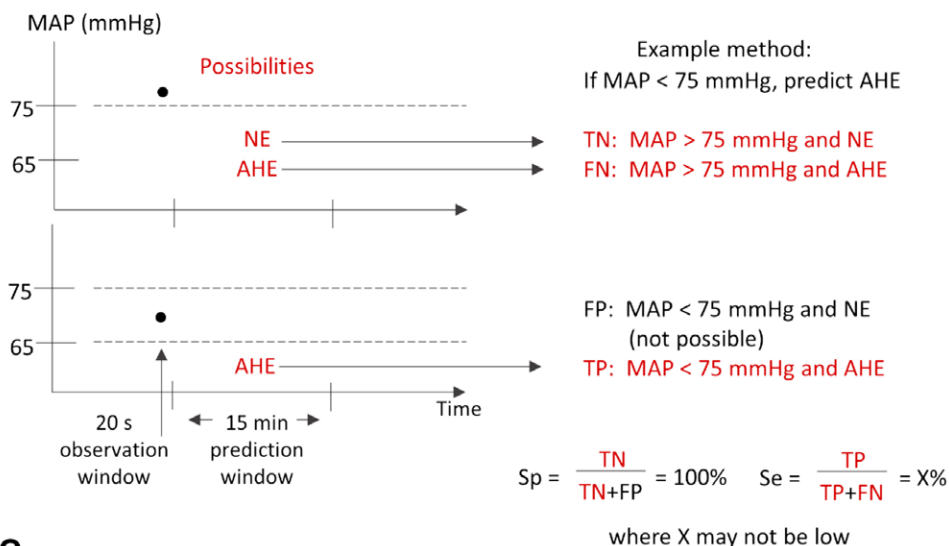 MAP (mmHg)
Possibilities
75
NE
65
AHE
Example method:
If MAP < 75 mmHg, predict AHE
TN: MAP > 75 mmHg and NE
FN: MAP > 75 mmHg and AHE
75
65
AHE
Time
20 s
observation
window
15 min
prediction
window
FP: MAP < 75 mmHg and NE
(not possible)
TP: MAP < 75 mmHg and AHE
Sp = TN / TN+FP = 100% Se = TP / TP+FN = X%
where X may not be low